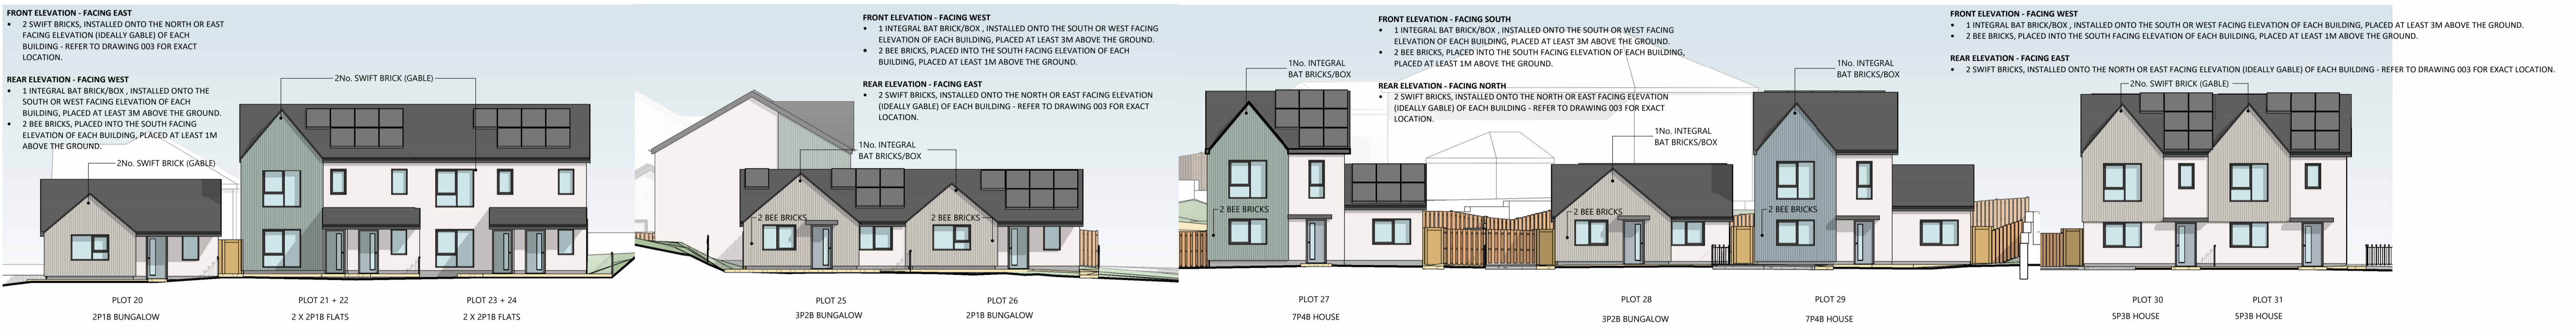 FRONT ELEVATION - FACING EAST
• 2 SWIFT BRICKS, INSTALLED ONTO THE NORTH OR EAST
FACING ELEVATION (IDEALLY GABLE) OF EACH
BUILDING - REFER TO DRAWING 003 FOR EXACT
LOCATION.
REAR ELEVATION - FACING WEST
• 1 INTEGRAL BAT BRICK/BOX , INSTALLED ONTO THE
SOUTH OR WEST FACING ELEVATION OF EACH
BUILDING, PLACED AT LEAST 3M ABOVE THE GROUND.
• 2 BEE BRICKS, PLACED INTO THE SOUTH FACING
ELEVATION OF EACH BUILDING, PLACED AT LEAST 1M
ABOVE THE GROUND.
2No. SWIFT BRICK (GABLE)
2No. SWIFT BRICK (GABLE)
PLOT 20
2P1B BUNGALOW
PLOT 21 + 22
2 X 2P1B FLATS
PLOT 23 + 24
2 X 2P1B FLATS
FRONT ELEVATION - FACING WEST
• 1 INTEGRAL BAT BRICK/BOX , INSTALLED ONTO THE SOUTH OR WEST FACING
ELEVATION OF EACH BUILDING, PLACED AT LEAST 3M ABOVE THE GROUND.
• 2 BEE BRICKS, PLACED INTO THE SOUTH FACING ELEVATION OF EACH
BUILDING, PLACED AT LEAST 1M ABOVE THE GROUND.
REAR ELEVATION - FACING EAST
• 2 SWIFT BRICKS, INSTALLED ONTO THE NORTH OR EAST FACING ELEVATION
(IDEALLY GABLE) OF EACH BUILDING - REFER TO DRAWING 003 FOR EXACT
LOCATION.
1No. INTEGRAL
BAT BRICKS/BOX
2 BEE BRICKS
2 BEE BRICKS
PLOT 25
3P2B BUNGALOW
PLOT 26
2P1B BUNGALOW
FRONT ELEVATION - FACING SOUTH
• 1 INTEGRAL BAT BRICK/BOX , INSTALLED ONTO THE SOUTH OR WEST FACING
ELEVATION OF EACH BUILDING, PLACED AT LEAST 3M ABOVE THE GROUND.
• 2 BEE BRICKS, PLACED INTO THE SOUTH FACING ELEVATION OF EACH BUILDING,
PLACED AT LEAST 1M ABOVE THE GROUND.
REAR ELEVATION - FACING NORTH
• 2 SWIFT BRICKS, INSTALLED ONTO THE NORTH OR EAST FACING ELEVATION
(IDEALLY GABLE) OF EACH BUILDING - REFER TO DRAWING 003 FOR EXACT
LOCATION.
1No. INTEGRAL
BAT BRICKS/BOX
1No. INTEGRAL
BAT BRICKS/BOX
1No. INTEGRAL
BAT BRICKS/BOX
2 BEE BRICKS
2 BEE BRICKS
2 BEE BRICKS
PLOT 27
7P4B HOUSE
PLOT 28
3P2B BUNGALOW
PLOT 29
7P4B HOUSE
FRONT ELEVATION - FACING WEST
• 1 INTEGRAL BAT BRICK/BOX , INSTALLED ONTO THE SOUTH OR WEST FACING ELEVATION OF EACH BUILDING, PLACED AT LEAST 3M ABOVE THE GROUND.
• 2 BEE BRICKS, PLACED INTO THE SOUTH FACING ELEVATION OF EACH BUILDING, PLACED AT LEAST 1M ABOVE THE GROUND.
REAR ELEVATION - FACING EAST
• 2 SWIFT BRICKS, INSTALLED ONTO THE NORTH OR EAST FACING ELEVATION (IDEALLY GABLE) OF EACH BUILDING - REFER TO DRAWING 003 FOR EXACT LOCATION.
2No. SWIFT BRICK (GABLE)
PLOT 30
5P3B HOUSE
PLOT 31
5P3B HOUSE